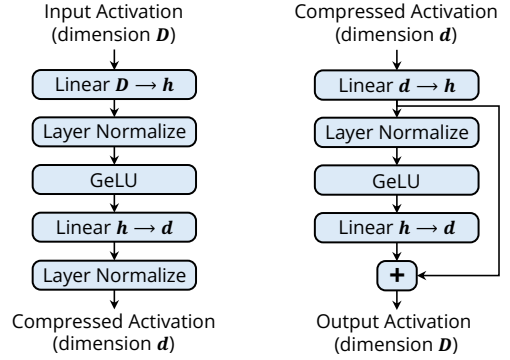 Input Activation
(dimension D)
Linear D → h
Layer Normalize
GeLU
Linear h → d
Layer Normalize
Compressed Activation
(dimension d)
Compressed Activation
(dimension d)
Linear d → h
Layer Normalize
GeLU
Linear h → d
+
Output Activation
(dimension D)